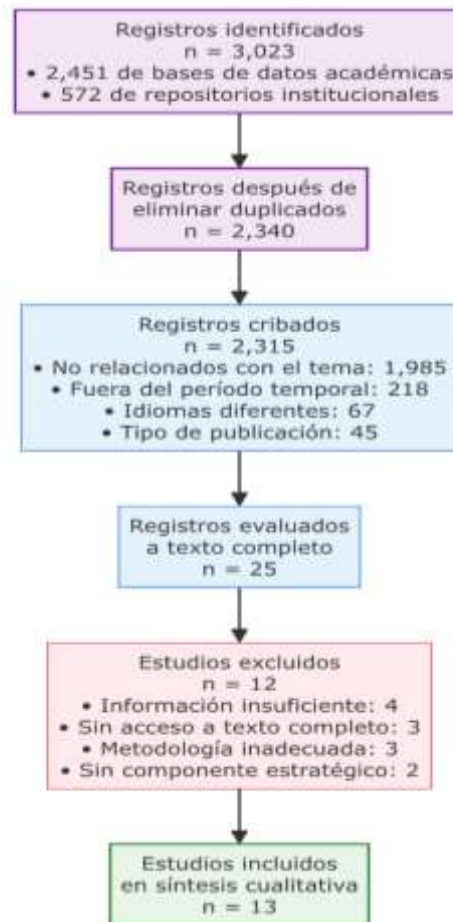 Registros identificados
n = 3,023
• 2,451 de bases de datos académicas
• 572 de repositorios institucionales
Registros después de
eliminar duplicados
n = 2,340
Registros cribados
n = 2,315
• No relacionados con el tema: 1,985
• Fuera del período temporal: 218
• Idiomas diferentes: 67
• Tipo de publicación: 45
Registros evaluados
a texto completo
n = 25
Estudios excluidos
n = 12
• Información insuficiente: 4
• Sin acceso a texto completo: 3
• Metodología inadecuada: 3
• Sin componente estratégico: 2
Estudios incluidos
en síntesis cualitativa
n = 13